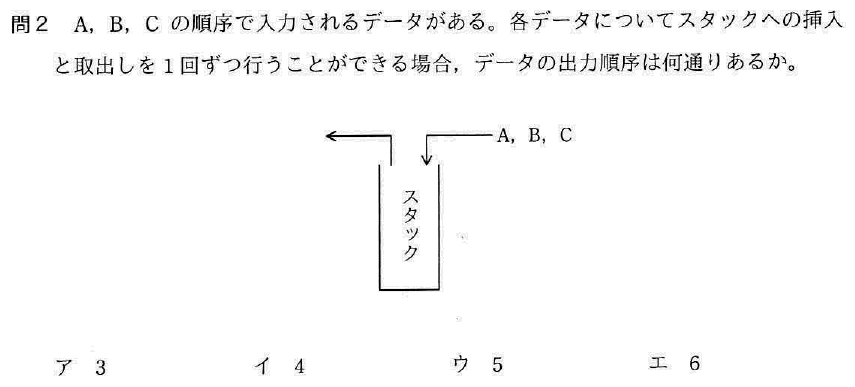 問2 A，B，C の順序で入力されるデータがある。各データについてスタックへの挿入
と取出しを1回ずつ行うことができる場合，データの出力順序は何通りあるか。
A，B，C
スタック
ア 3 イ 4 ウ 5 エ 6